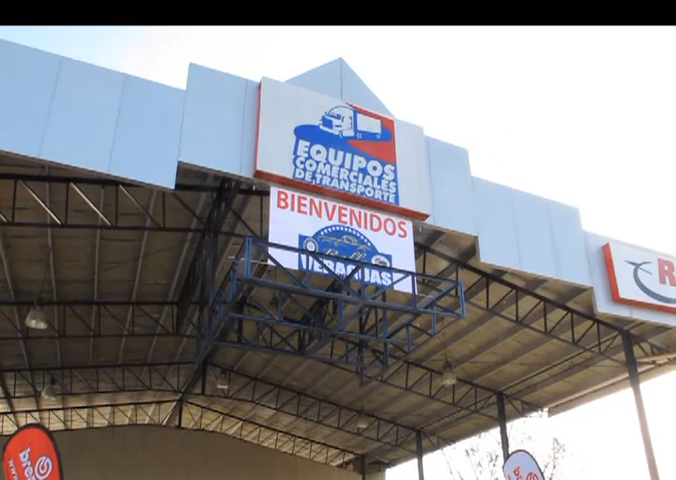 EQUIPOS
COMERCIALES
DE TRANSPORTE
BIENVENIDOS
VERAGUAS
R